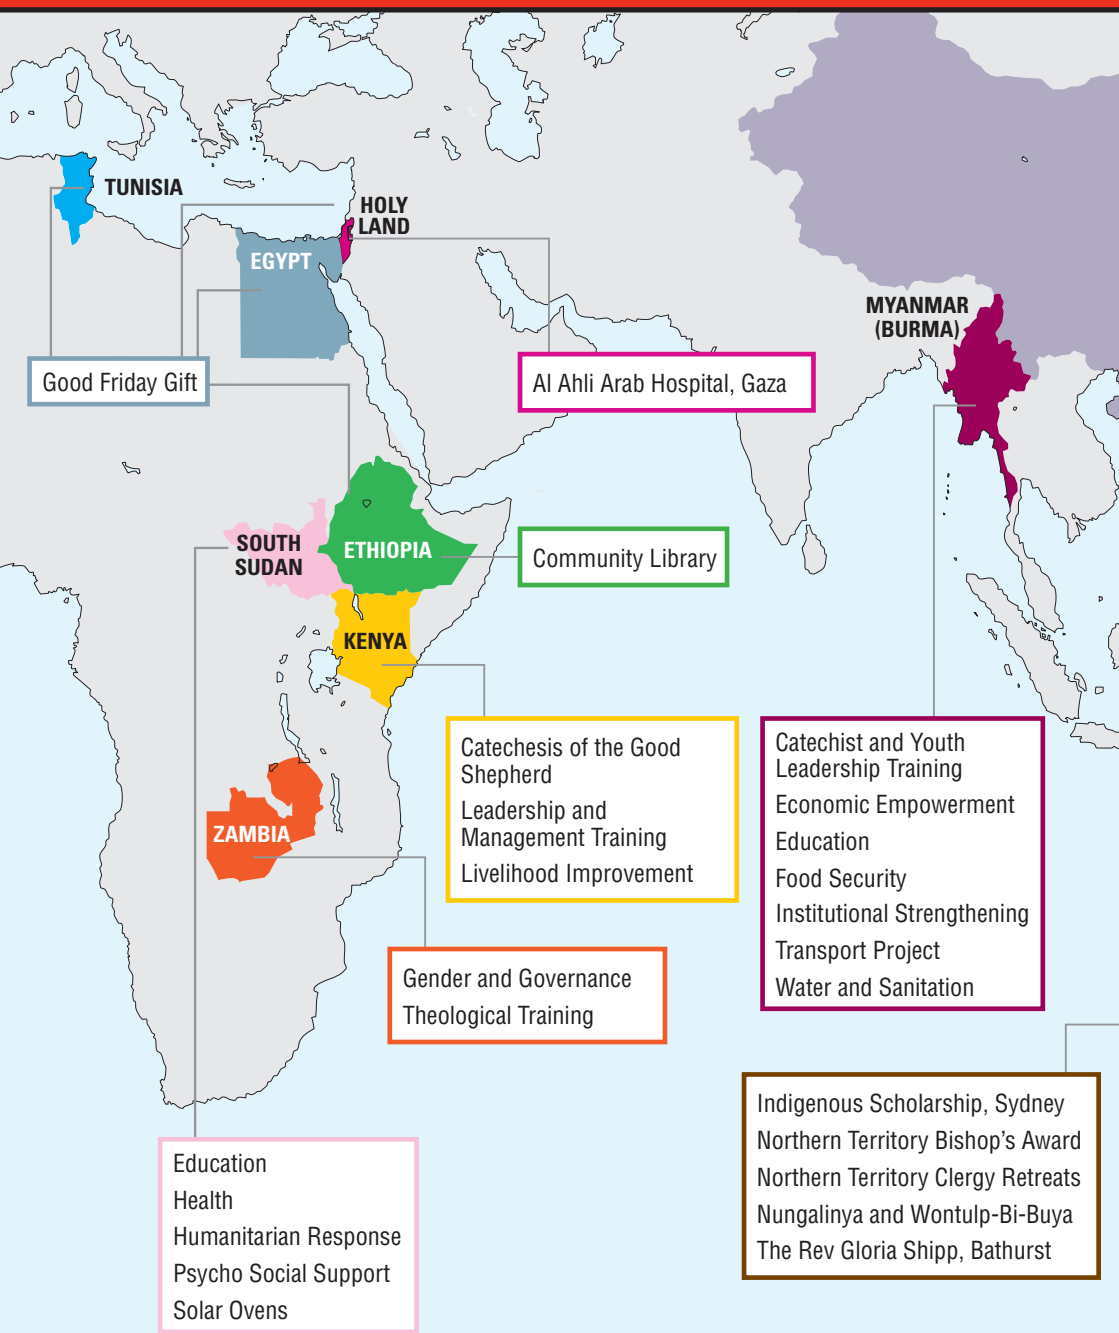 TUNISIA
HOLY
LAND
EGYPT
MYANMAR
(BURMA)
Good Friday Gift
Al Ahli Arab Hospital, Gaza
SOUTH
SUDAN
ETHIOPIA
Community Library
KENYA
Catechesis of the Good
Shepherd
Leadership and
Management Training
Livelihood Improvement
Catechist and Youth
Leadership Training
Economic Empowerment
Education
Food Security
Institutional Strengthening
Transport Project
Water and Sanitation
ZAMBIA
Gender and Governance
Theological Training
Indigenous Scholarship, Sydney
Northern Territory Bishop’s Award
Northern Territory Clergy Retreats
Nungalinya and Wontulp-Bi-Buya
The Rev Gloria Shipp, Bathurst
Education
Health
Humanitarian Response
Psycho Social Support
Solar Ovens